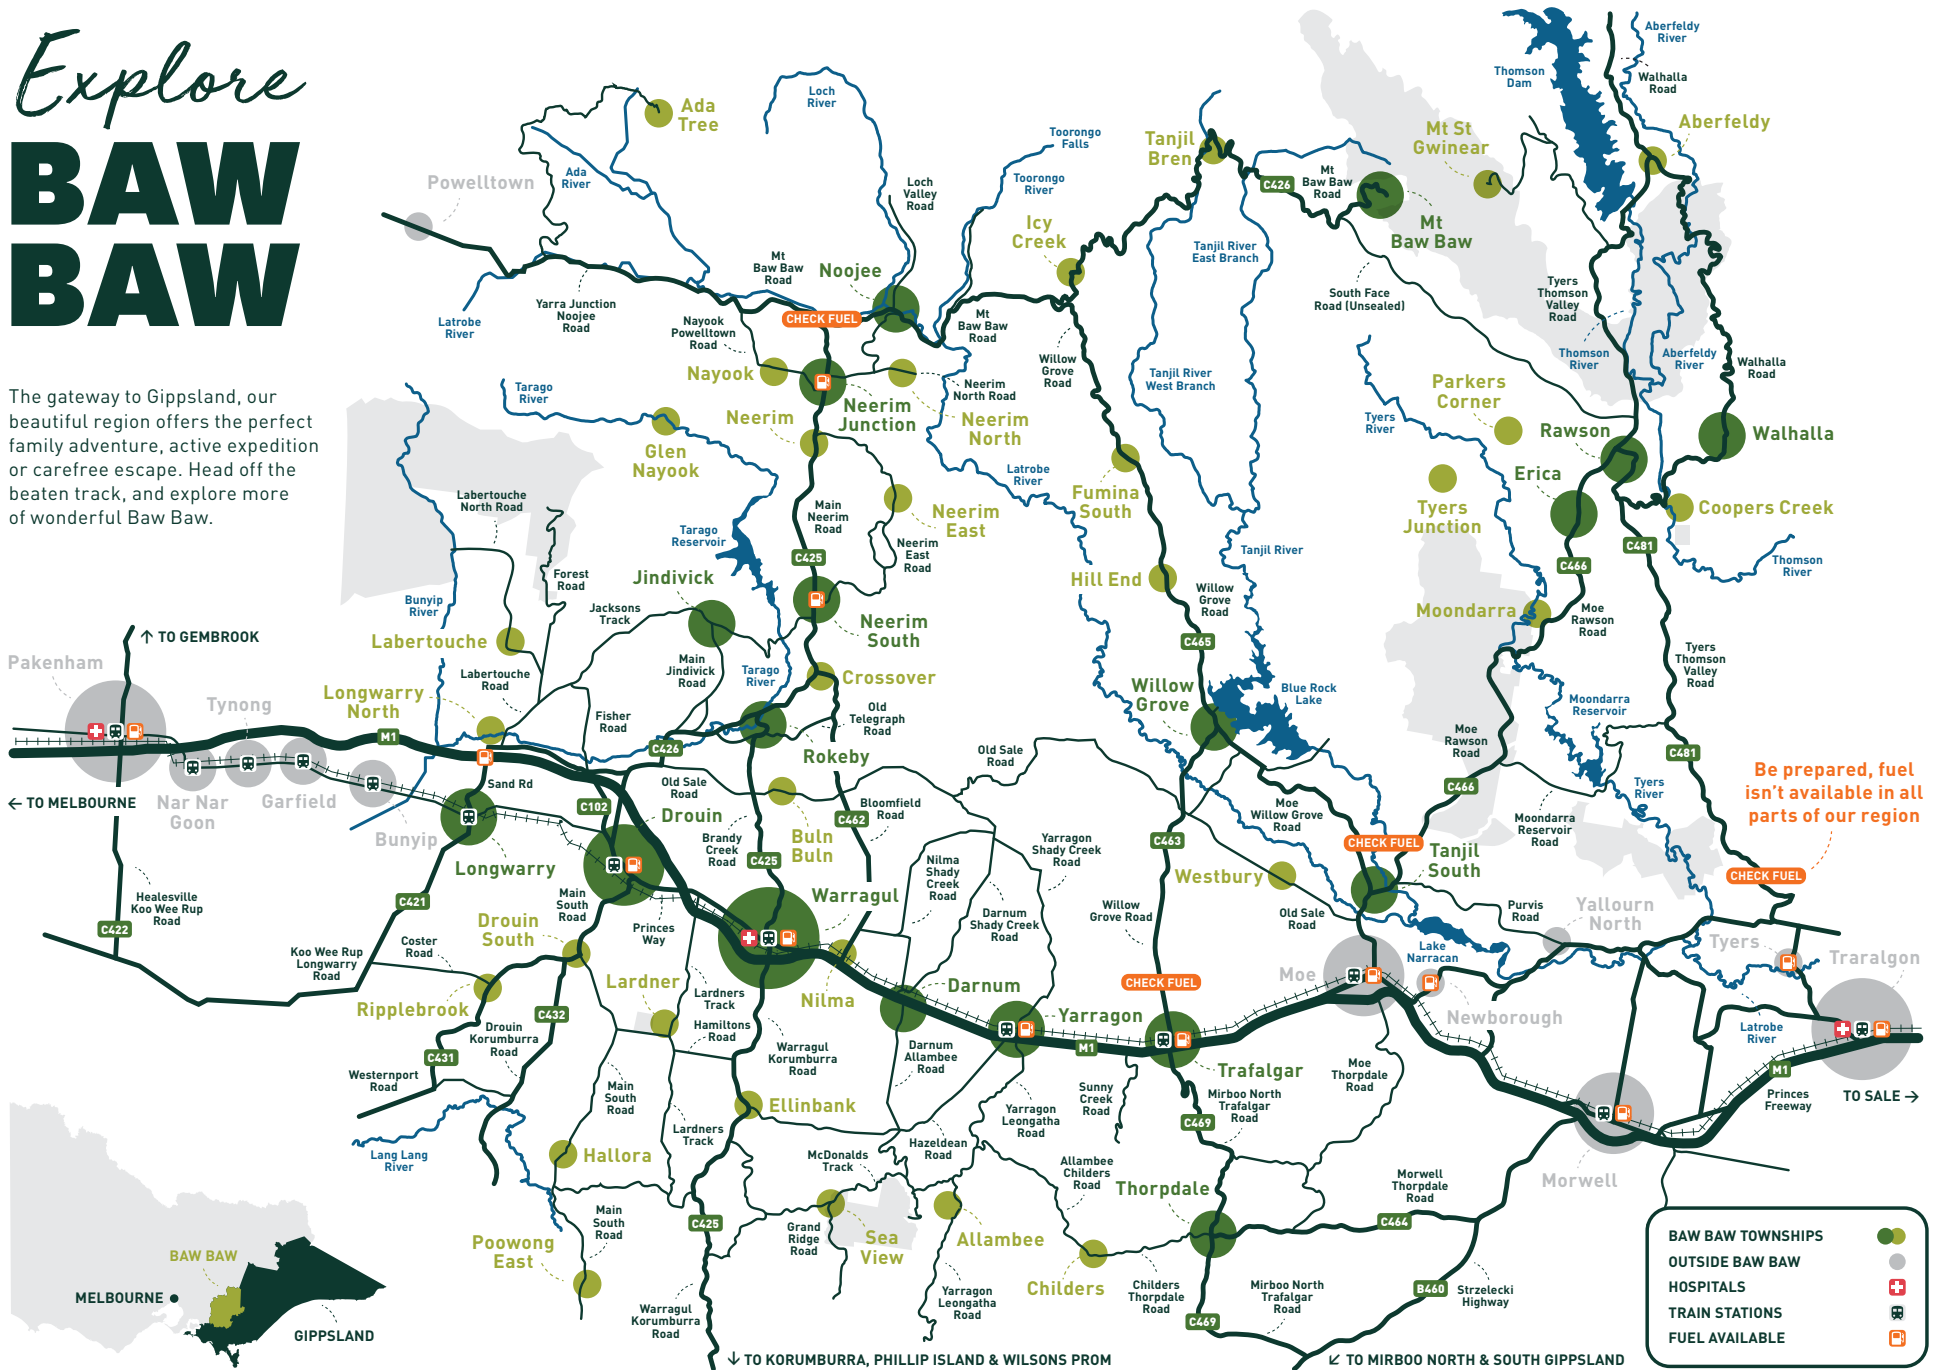 Explore
BAW
BAW
The gateway to Gippsland, our
beautiful region offers the perfect
family adventure, active expedition
or carefree escape. Head off the
beaten track, and explore more
of wonderful Baw Baw.
Powelltown
Ada
Tree
Ada
River
Loch
River
Loch
Valley
Road
Toorongo
Falls
Toorongo
River
Tanjil
Bren
C426
Mt
Baw Baw
Road
Mt
Baw Baw
Mt St
Gwinear
Thomson
Dam
Aberfeldy
River
Walhalla
Road
Aberfeldy
Icy
Creek
Tanjil River
East Branch
South Face
Road (Unsealed)
Tyers
Thomson
Valley
Road
Thomson
River
Aberfeldy
River
Walhalla
Road
Latrobe
River
Yarra Junction
Noojee
Road
Mt
Baw Baw
Road
Noojee
CHECK FUEL
Nayook
Powelltown
Road
Mt
Baw Baw
Road
Willow
Grove
Road
Tanjil River
West Branch
Nayook
Neerim
Junction
Neerim
North Road
Neerim
North
Tarago
River
Glen
Nayook
Neerim
Parkers
Corner
Tyers
River
Rawson
Walhalla
Erica
Tyers
Junction
Coopers Creek
C481
Thomson
River
C466
Labertouche
North Road
Tarago
Reservoir
Main
Neerim
Road
Neerim
East
Neerim
East
Road
Latrobe
River
Fumina
South
Tanjil River
Hill End
Willow
Grove
Road
C465
C425
Forest
Road
Jindivick
Jacksons
Track
Neerim
South
Bunyip
River
Labertouche
Moondarra
Moe
Rawson
Road
Tyers
Thomson
Valley
Road
↑ TO GEMBROOK
Pakenham
Tynong
Longwarry
North
Labertouche
Road
Main
Jindivick
Road
Tarago
River
Crossover
Old
Telegraph
Road
Fisher
Road
Rokeby
Willow
Grove
Blue Rock
Lake
Moondarra
Reservoir
Moe
Rawson
Road
M1
C426
Old Sale
Road
C481
C466
Tyers
River
Be prepared, fuel
isn't available in all
parts of our region
← TO MELBOURNE
Nar Nar
Goon
Garfield
Bunyip
Sand Rd
C102
Old Sale
Road
Drouin
Brandy
Creek
Road
Buln
Buln
Bloomfield
Road
C462
C425
Yarragon
Shady Creek
Road
C463
Moe
Willow Grove
Road
CHECK FUEL
Moondarra
Reservoir
Road
Longwarry
Nilma
Shady
Creek
Road
Westbury
Tanjil
South
CHECK FUEL
Healesville
Koo Wee Rup
Road
C422
C421
Main
South
Road
Warragul
Darnum
Shady Creek
Road
Willow
Grove Road
Old Sale
Road
Purvis
Road
Yallourn
North
Koo Wee Rup
Longwarry
Road
Coster
Road
Drouin
South
Princes
Way
Lake
Narracan
Tyers
Traralgon
Ripplebrook
Lardner
Lardners
Track
Nilma
Darnum
CHECK FUEL
Moe
Newborough
C432
Drouin
Korumburra
Road
Hamiltons
Road
Yarragon
M1
Latrobe
River
C431
Westernport
Road
Warragul
Korumburra
Road
Darnum
Allambee
Road
Trafalgar
Moe
Thorpdale
Road
M1
Princes
Freeway
TO SALE →
Main
South
Road
Ellinbank
Yarragon
Leongatha
Road
Sunny
Creek
Road
Mirboo North
Trafalgar
Road
C469
Lang Lang
River
Hallora
Lardners
Track
McDonalds
Track
Hazeldean
Road
Allambee
Childers
Road
Thorpdale
Morwell
Thorpdale
Road
Morwell
C464
Main
South
Road
C425
Grand
Ridge
Road
Sea
View
Allambee
Poowong
East
Childers
Childers
Thorpdale
Road
Mirboo North
Trafalgar
Road
B460
Strzelecki
Highway
Warragul
Korumburra
Road
Yarragon
Leongatha
Road
C469
BAW BAW
MELBOURNE
GIPPSLAND
↓ TO KORUMBURRA, PHILLIP ISLAND & WILSONS PROM
↙ TO MIRBOO NORTH & SOUTH GIPPSLAND
BAW BAW TOWNSHIPS
OUTSIDE BAW BAW
HOSPITALS
TRAIN STATIONS
FUEL AVAILABLE